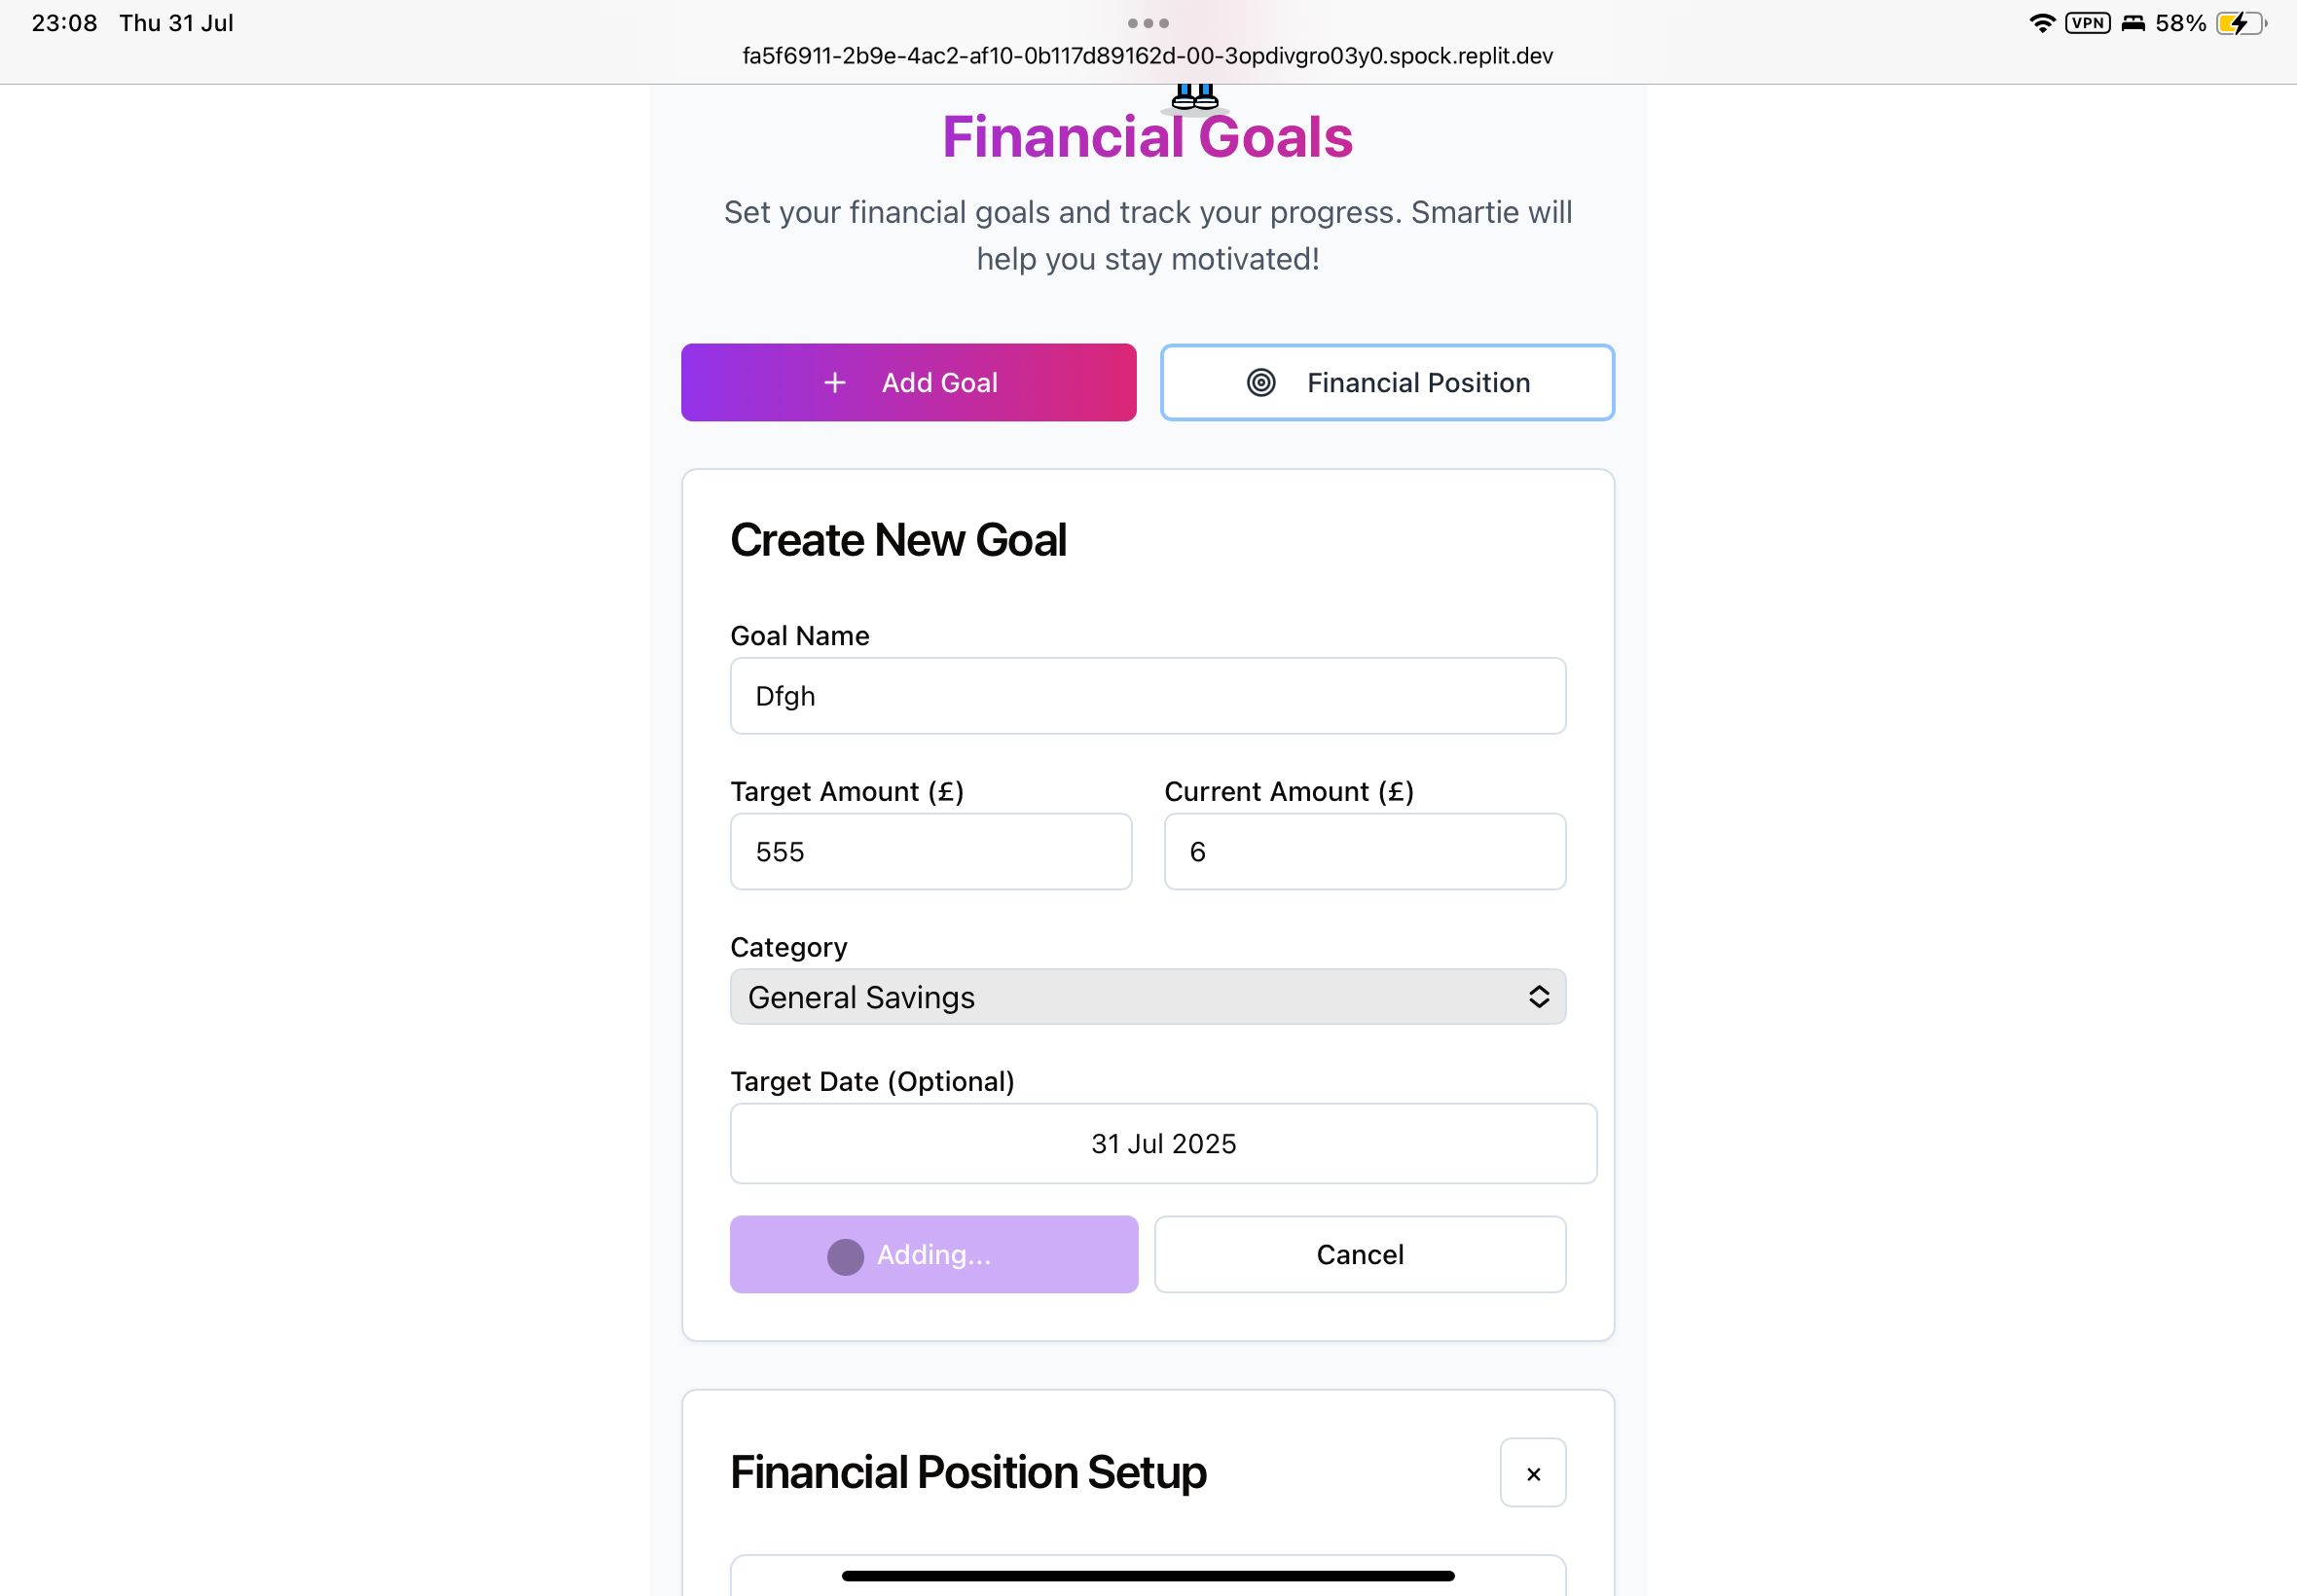 23:08 Thu 31 Jul
VPN 58%
fa5f6911-2b9e-4ac2-af10-0b117d89162d-00-3opdivgro03y0.spock.replit.dev
Financial Goals
Set your financial goals and track your progress. Smartie will
help you stay motivated!
+ Add Goal
Financial Position
Create New Goal
Goal Name
Dfgh
Target Amount (£) Current Amount (£)
555 6
Category
General Savings
Target Date (Optional)
31 Jul 2025
Adding... Cancel
Financial Position Setup
×